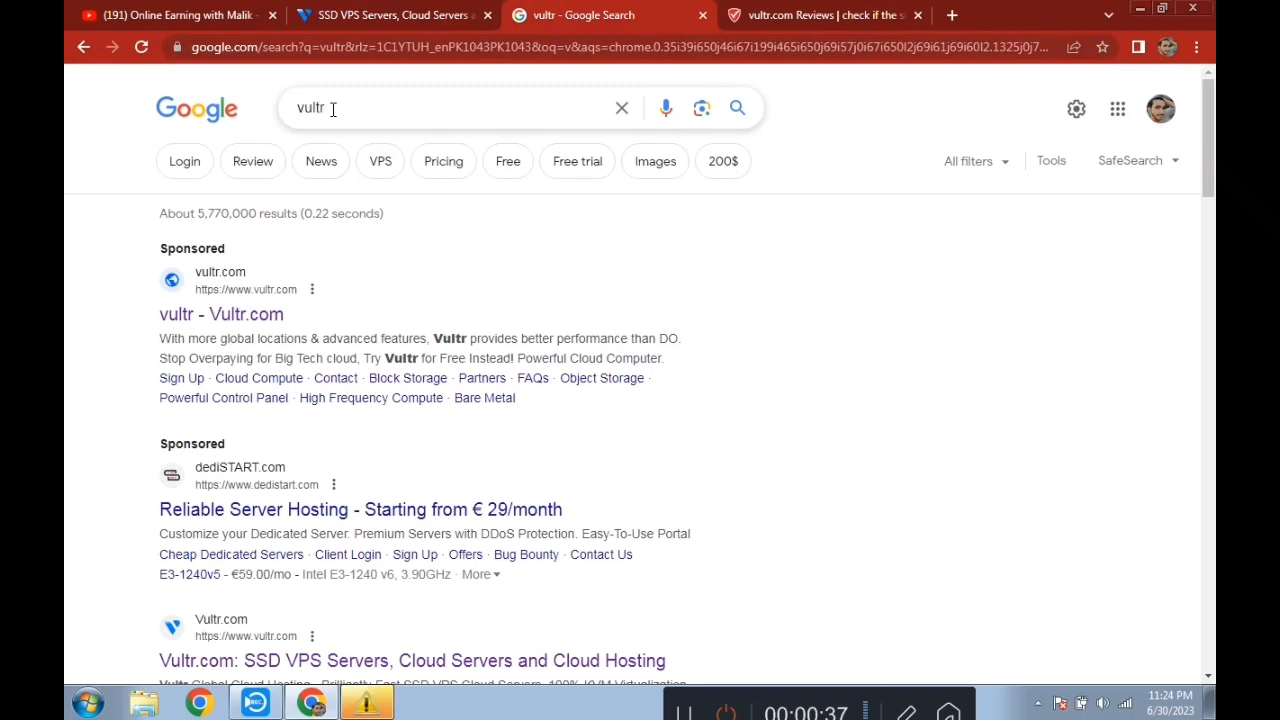 (191) Online Earning with Malik -
SSD VPS Servers, Cloud Servers a
vultr - Google Search
vultr.com Reviews | check if the s
google.com/search?q=vultr&rlz=1C1YTUH_enPK1043PK1043&oq=v&aqs=chrome.0.35i39i650j46i67i199i465i650j69i57j0i67i650l2j69i61j69i60l2.1325j0j7...
Google
vultr
Login
Review
News
VPS
Pricing
Free
Free trial
Images
200$
All filters
Tools
SafeSearch
About 5,770,000 results (0.22 seconds)
Sponsored
vultr.com
https://www.vultr.com
vultr - Vultr.com
With more global locations & advanced features, Vultr provides better performance than DO.
Stop Overpaying for Big Tech cloud, Try Vultr for Free Instead! Powerful Cloud Computer.
Sign Up · Cloud Compute · Contact · Block Storage · Partners · FAQs · Object Storage ·
Powerful Control Panel · High Frequency Compute · Bare Metal
Sponsored
dediSTART.com
https://www.dedistart.com
Reliable Server Hosting - Starting from € 29/month
Customize your Dedicated Server. Premium Servers with DDoS Protection. Easy-To-Use Portal
Cheap Dedicated Servers · Client Login · Sign Up · Offers · Bug Bounty · Contact Us
E3-1240v5 - €59.00/mo - Intel E3-1240 v6, 3.90GHz · More
Vultr.com
https://www.vultr.com
Vultr.com: SSD VPS Servers, Cloud Servers and Cloud Hosting
Vultr Global Cloud Hosting - Brilliantly Fast SSD VPS Cloud Servers. 100% KVM Virtualization
REC
00:00:37
11:24 PM
6/30/2023